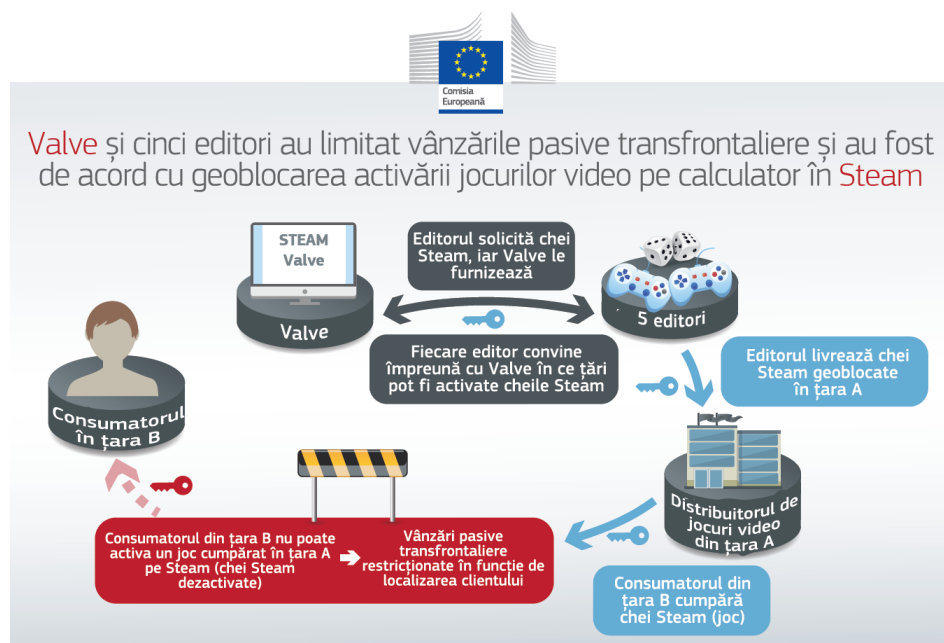 Comisia
Europeană
Valve și cinci editori au limitat vânzările pasive transfrontaliere și au fost
de acord cu geoblocarea activării jocurilor video pe calculator în Steam
STEAM
Valve
Valve
Editorul solicită chei
Steam, iar Valve le
furnizează
5 editori
Fiecare editor convine
împreună cu Valve în ce țări
pot fi activate cheile Steam
Editorul livrează chei
Steam geoblocate
în țara A
Consumatorul
în țara B
Distribuitorul de
jocuri video
din țara A
Consumatorul din țara B nu poate
activa un joc cumpărat în țara A
pe Steam (chei Steam
dezactivate)
Vânzări pasive
transfrontaliere
restricționate în funcție de
localizarea clientului
Consumatorul din
țara B cumpără
chei Steam (joc)